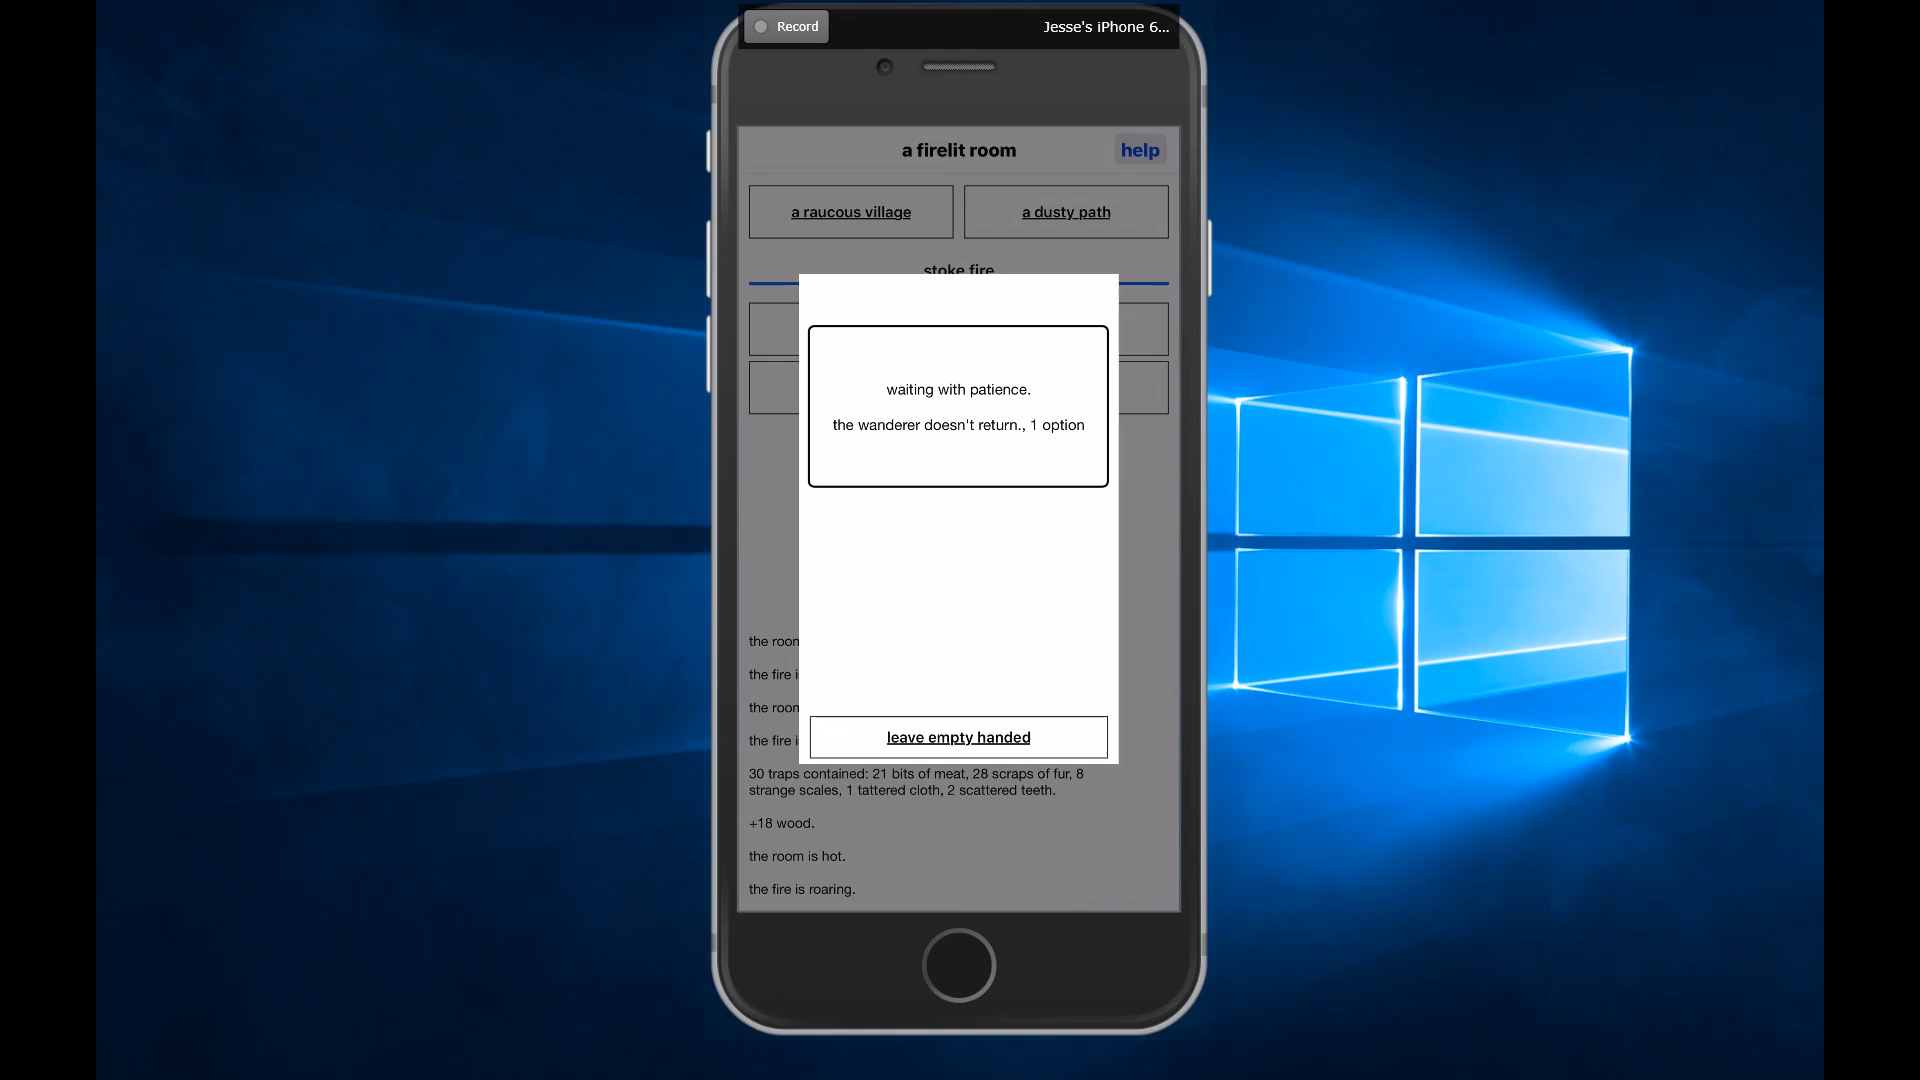 Record
Jesse's iPhone 6...
a firelit room
help
a raucous village
a dusty path
stoke fire
waiting with patience.
the wanderer doesn't return., 1 option
the room
the fire i
the room
the fire i
leave empty handed
30 traps contained: 21 bits of meat, 28 scraps of fur, 8
strange scales, 1 tattered cloth, 2 scattered teeth.
+18 wood.
the room is hot.
the fire is roaring.